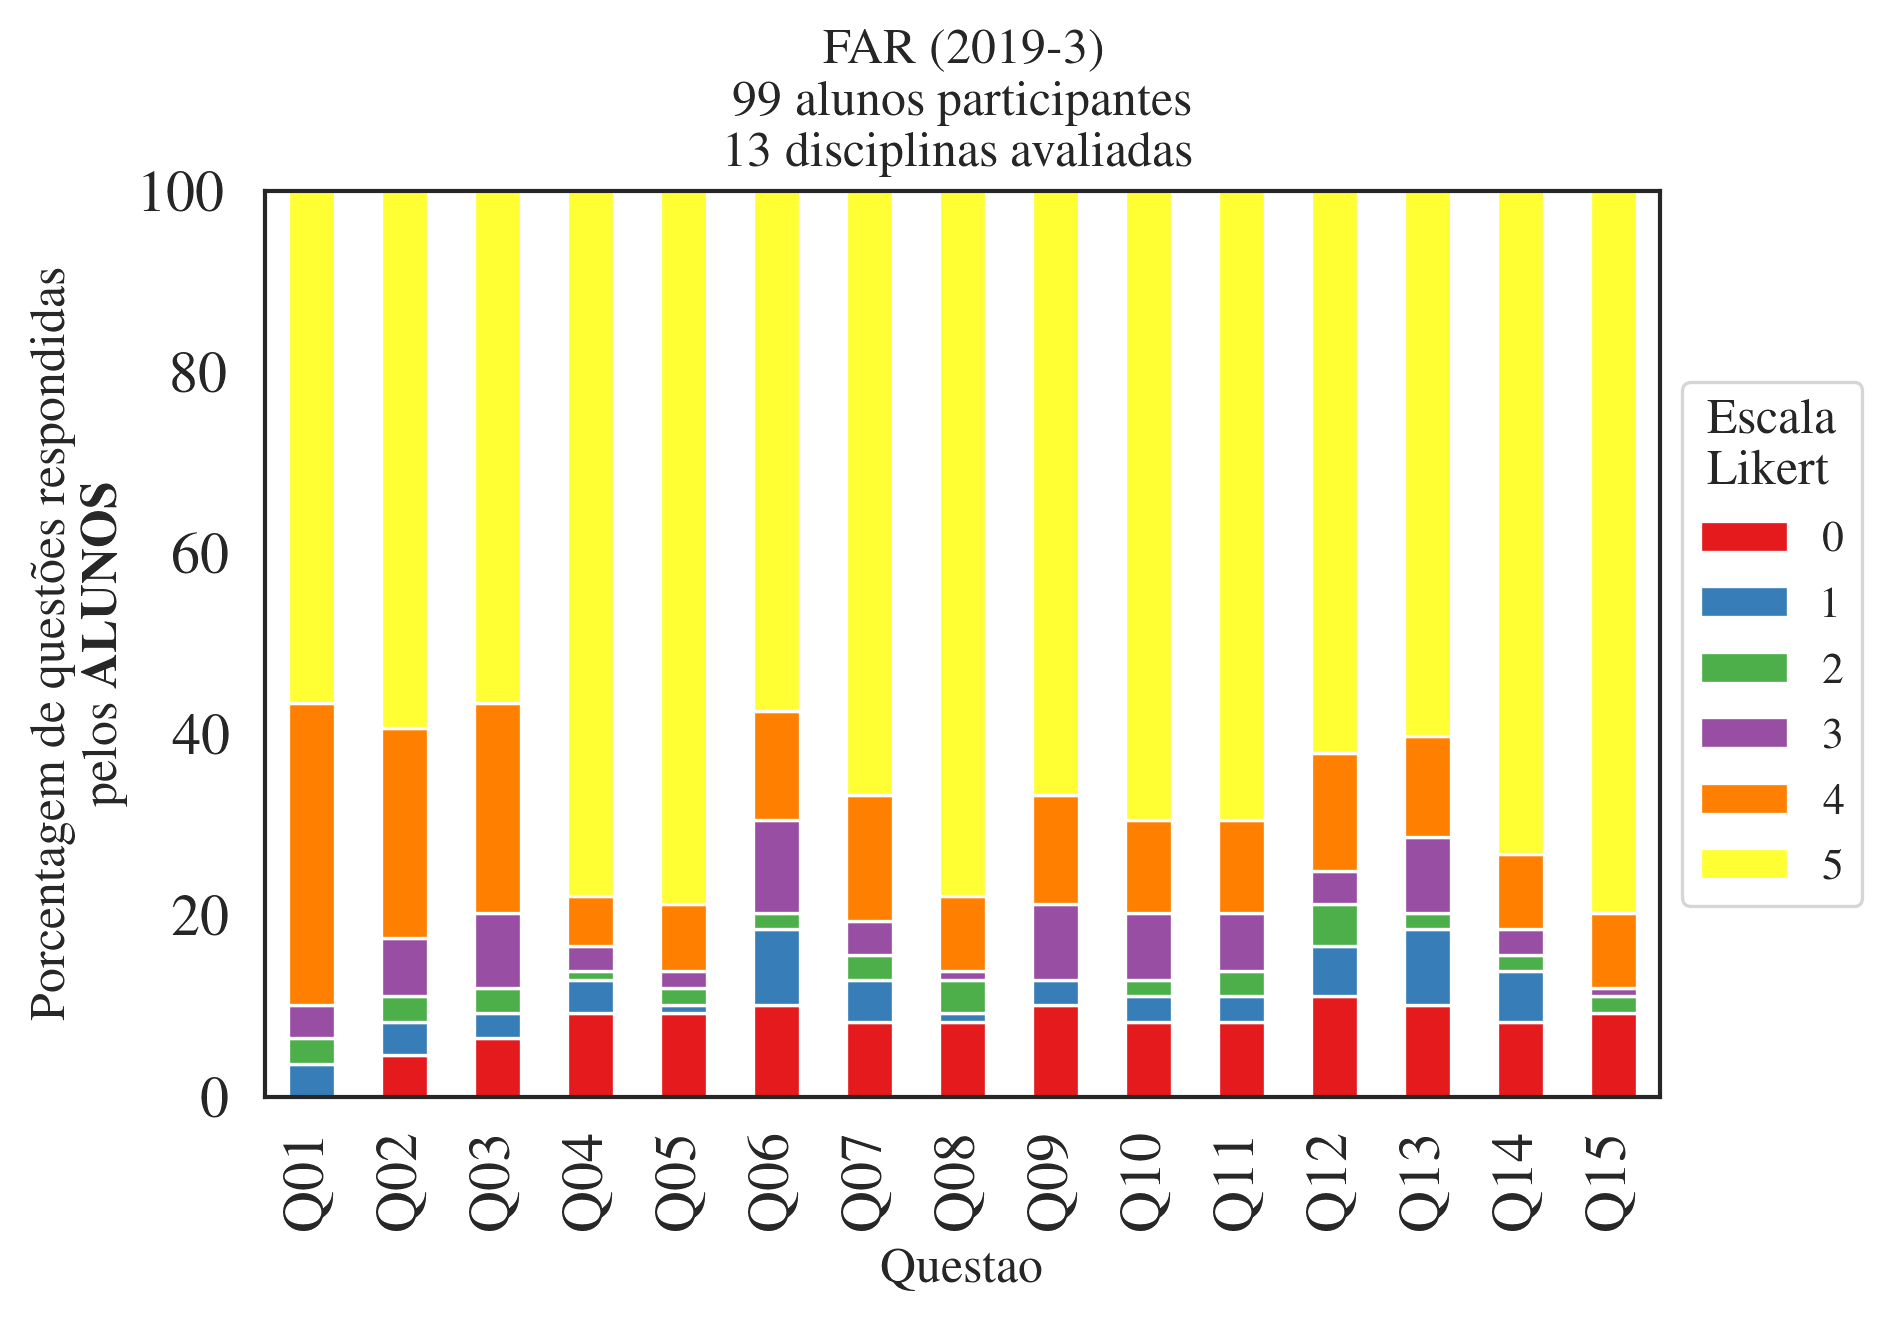 FAR (2019-3)
99 alunos participantes
13 disciplinas avaliadas
Porcentagem de questões respondidas
pelos ALUNOS
100
80
60
40
20
0
Q01
Q02
Q03
Q04
Q05
Q06
Q07
Q08
Q09
Q10
Q11
Q12
Q13
Q14
Q15
Questao
Escala
Likert
0
1
2
3
4
5